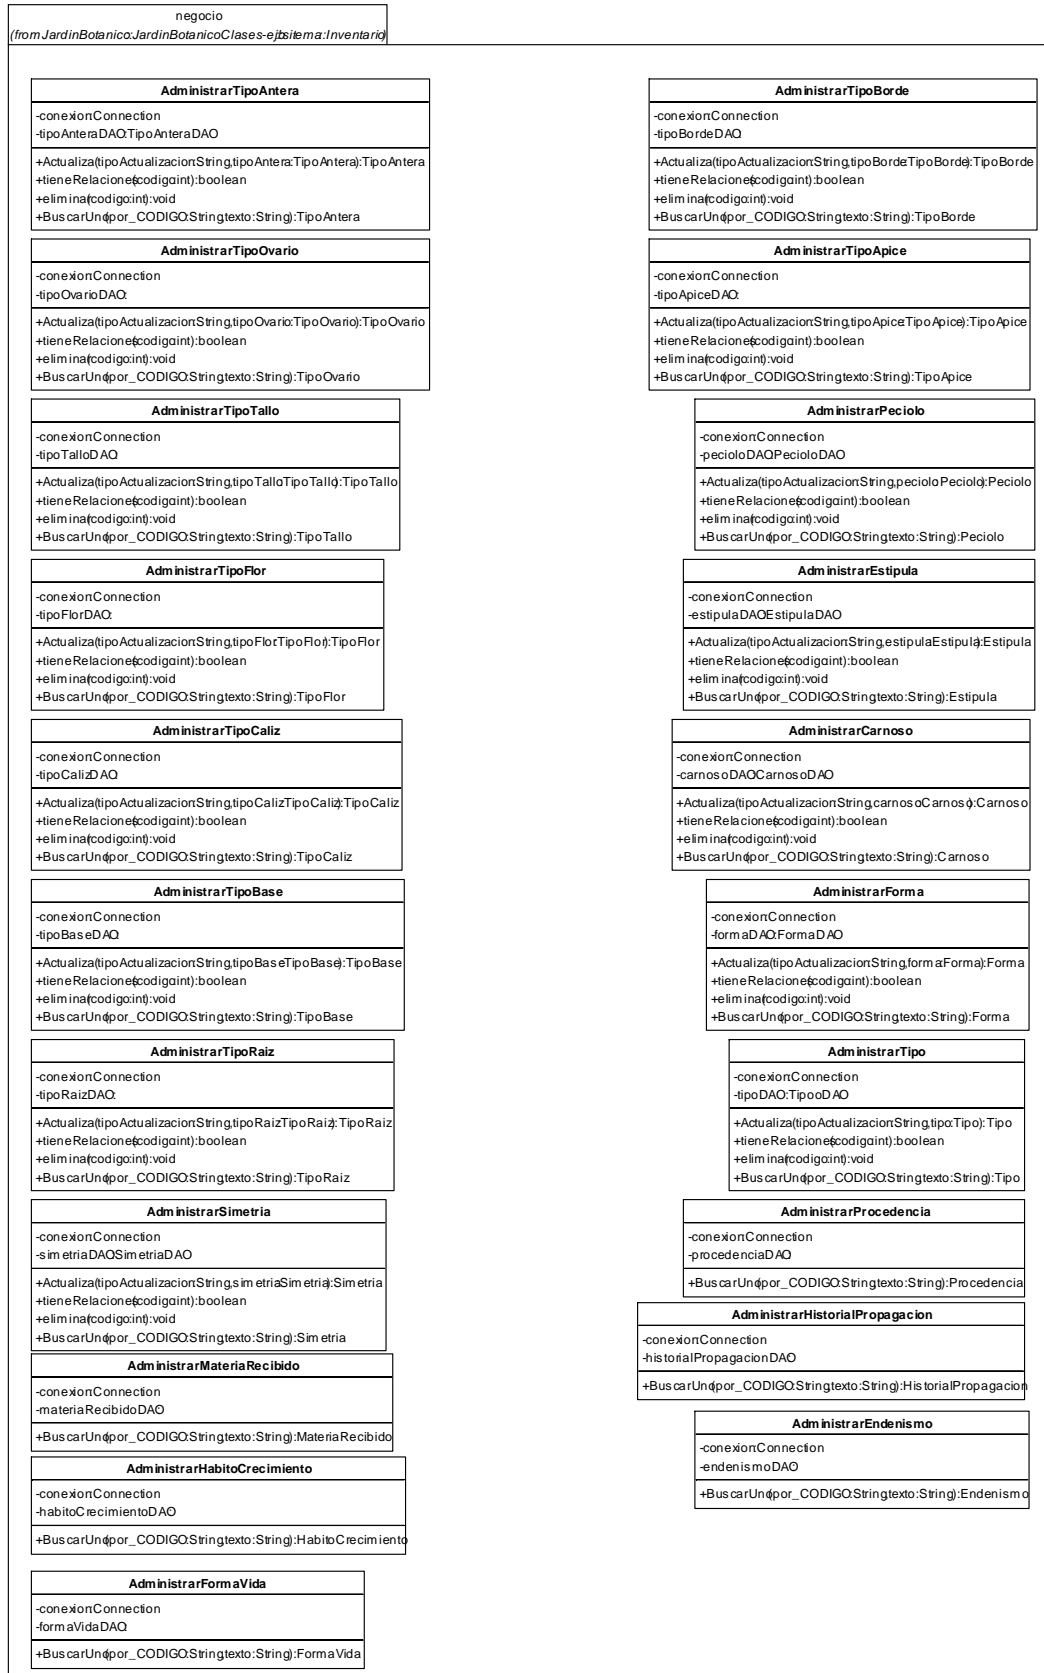 negocio
(from JardinBotanico:JardinBotanicoClases-ejbsitema:Inventario)
AdministrarTipoAntera
-conexion:Connection
-tipoAnteraDAO:TipoAnteraDAO
+Actualiza(tipoActualizacion:String,tipoAntera:TipoAntera):TipoAntera
+tieneRelaciones(codigo:int):boolean
+elimina(codigo:int):void
+BuscarUno(por_CODIGO:String,texto:String):TipoAntera
AdministrarTipoOvario
-conexion:Connection
-tipoOvarioDAO:
+Actualiza(tipoActualizacion:String,tipoOvario:TipoOvario):TipoOvario
+tieneRelaciones(codigo:int):boolean
+elimina(codigo:int):void
+BuscarUno(por_CODIGO:String,texto:String):TipoOvario
AdministrarTipoTallo
-conexion:Connection
-tipoTalloDAO:
+Actualiza(tipoActualizacion:String,tipoTallo:TipoTallo):TipoTallo
+tieneRelaciones(codigo:int):boolean
+elimina(codigo:int):void
+BuscarUno(por_CODIGO:String,texto:String):TipoTallo
AdministrarTipoFlor
-conexion:Connection
-tipoFlorDAO:
+Actualiza(tipoActualizacion:String,tipoFlor:TipoFlor):TipoFlor
+tieneRelaciones(codigo:int):boolean
+elimina(codigo:int):void
+BuscarUno(por_CODIGO:String,texto:String):TipoFlor
AdministrarTipoCaliz
-conexion:Connection
-tipoCalizDAO:
+Actualiza(tipoActualizacion:String,tipoCaliz:TipoCaliz):TipoCaliz
+tieneRelaciones(codigo:int):boolean
+elimina(codigo:int):void
+BuscarUno(por_CODIGO:String,texto:String):TipoCaliz
AdministrarTipoBase
-conexion:Connection
-tipoBaseDAO:
+Actualiza(tipoActualizacion:String,tipoBase:TipoBase):TipoBase
+tieneRelaciones(codigo:int):boolean
+elimina(codigo:int):void
+BuscarUno(por_CODIGO:String,texto:String):TipoBase
AdministrarTipoRaiz
-conexion:Connection
-tipoRaizDAO:
+Actualiza(tipoActualizacion:String,tipoRaiz:TipoRaiz):TipoRaiz
+tieneRelaciones(codigo:int):boolean
+elimina(codigo:int):void
+BuscarUno(por_CODIGO:String,texto:String):TipoRaiz
AdministrarSimetria
-conexion:Connection
-simetriaDAO:SimetriaDAO
+Actualiza(tipoActualizacion:String,simetria:Simetria):Simetria
+tieneRelaciones(codigo:int):boolean
+elimina(codigo:int):void
+BuscarUno(por_CODIGO:String,texto:String):Simetria
AdministrarMateriaRecibido
-conexion:Connection
-materiaRecibidoDAO:
+BuscarUno(por_CODIGO:String,texto:String):MateriaRecibido
AdministrarHabitoCrecimiento
-conexion:Connection
-habitoCrecimientoDAO:
+BuscarUno(por_CODIGO:String,texto:String):HabitoCrecimiento
AdministrarFormaVida
-conexion:Connection
-formaVidaDAO:
+BuscarUno(por_CODIGO:String,texto:String):FormaVida
AdministrarTipoBorde
-conexion:Connection
-tipoBordeDAO:
+Actualiza(tipoActualizacion:String,tipoBorde:TipoBorde):TipoBorde
+tieneRelaciones(codigo:int):boolean
+elimina(codigo:int):void
+BuscarUno(por_CODIGO:String,texto:String):TipoBorde
AdministrarTipoApice
-conexion:Connection
-tipoApiceDAO:
+Actualiza(tipoActualizacion:String,tipoApice:TipoApice):TipoApice
+tieneRelaciones(codigo:int):boolean
+elimina(codigo:int):void
+BuscarUno(por_CODIGO:String,texto:String):TipoApice
AdministrarPeciolo
-conexion:Connection
-pecioloDAO:PecioloDAO
+Actualiza(tipoActualizacion:String,peciolo:Peciolo):Peciolo
+tieneRelaciones(codigo:int):boolean
+elimina(codigo:int):void
+BuscarUno(por_CODIGO:String,texto:String):Peciolo
AdministrarEstipula
-conexion:Connection
-estipulaDAO:EstipulaDAO
+Actualiza(tipoActualizacion:String,estipula:Estipula):Estipula
+tieneRelaciones(codigo:int):boolean
+elimina(codigo:int):void
+BuscarUno(por_CODIGO:String,texto:String):Estipula
AdministrarCarnoso
-conexion:Connection
-carnosoDAO:CarnosoDAO
+Actualiza(tipoActualizacion:String,carnoso:Carnoso):Carnoso
+tieneRelaciones(codigo:int):boolean
+elimina(codigo:int):void
+BuscarUno(por_CODIGO:String,texto:String):Carnoso
AdministrarForma
-conexion:Connection
-formaDAO:FormaDAO
+Actualiza(tipoActualizacion:String,forma:Forma):Forma
+tieneRelaciones(codigo:int):boolean
+elimina(codigo:int):void
+BuscarUno(por_CODIGO:String,texto:String):Forma
AdministrarTipo
-conexion:Connection
-tipoDAO:TipooDAO
+Actualiza(tipoActualizacion:String,tipo:Tipo):Tipo
+tieneRelaciones(codigo:int):boolean
+elimina(codigo:int):void
+BuscarUno(por_CODIGO:String,texto:String):Tipo
AdministrarProcedencia
-conexion:Connection
-procedenciaDAO:
+BuscarUno(por_CODIGO:String,texto:String):Procedencia
AdministrarHistorialPropagacion
-conexion:Connection
-historialPropagacionDAO:
+BuscarUno(por_CODIGO:String,texto:String):HistorialPropagacion
AdministrarEndenismo
-conexion:Connection
-endenismoDAO:
+BuscarUno(por_CODIGO:String,texto:String):Endenismo